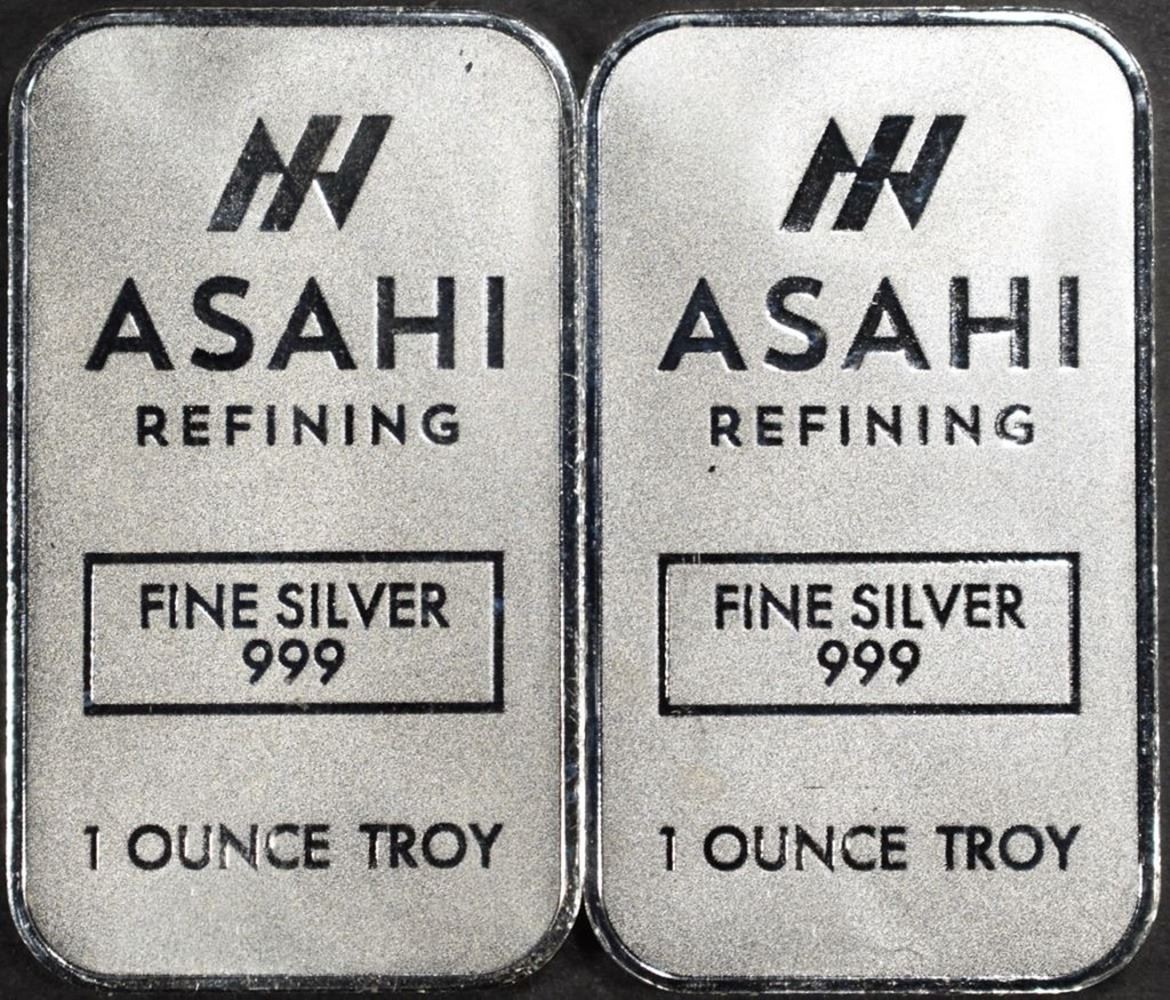 ASAHI
REFINING
FINE SILVER
999
1 OUNCE TROY
ASAHI
REFINING
FINE SILVER
999
1 OUNCE TROY